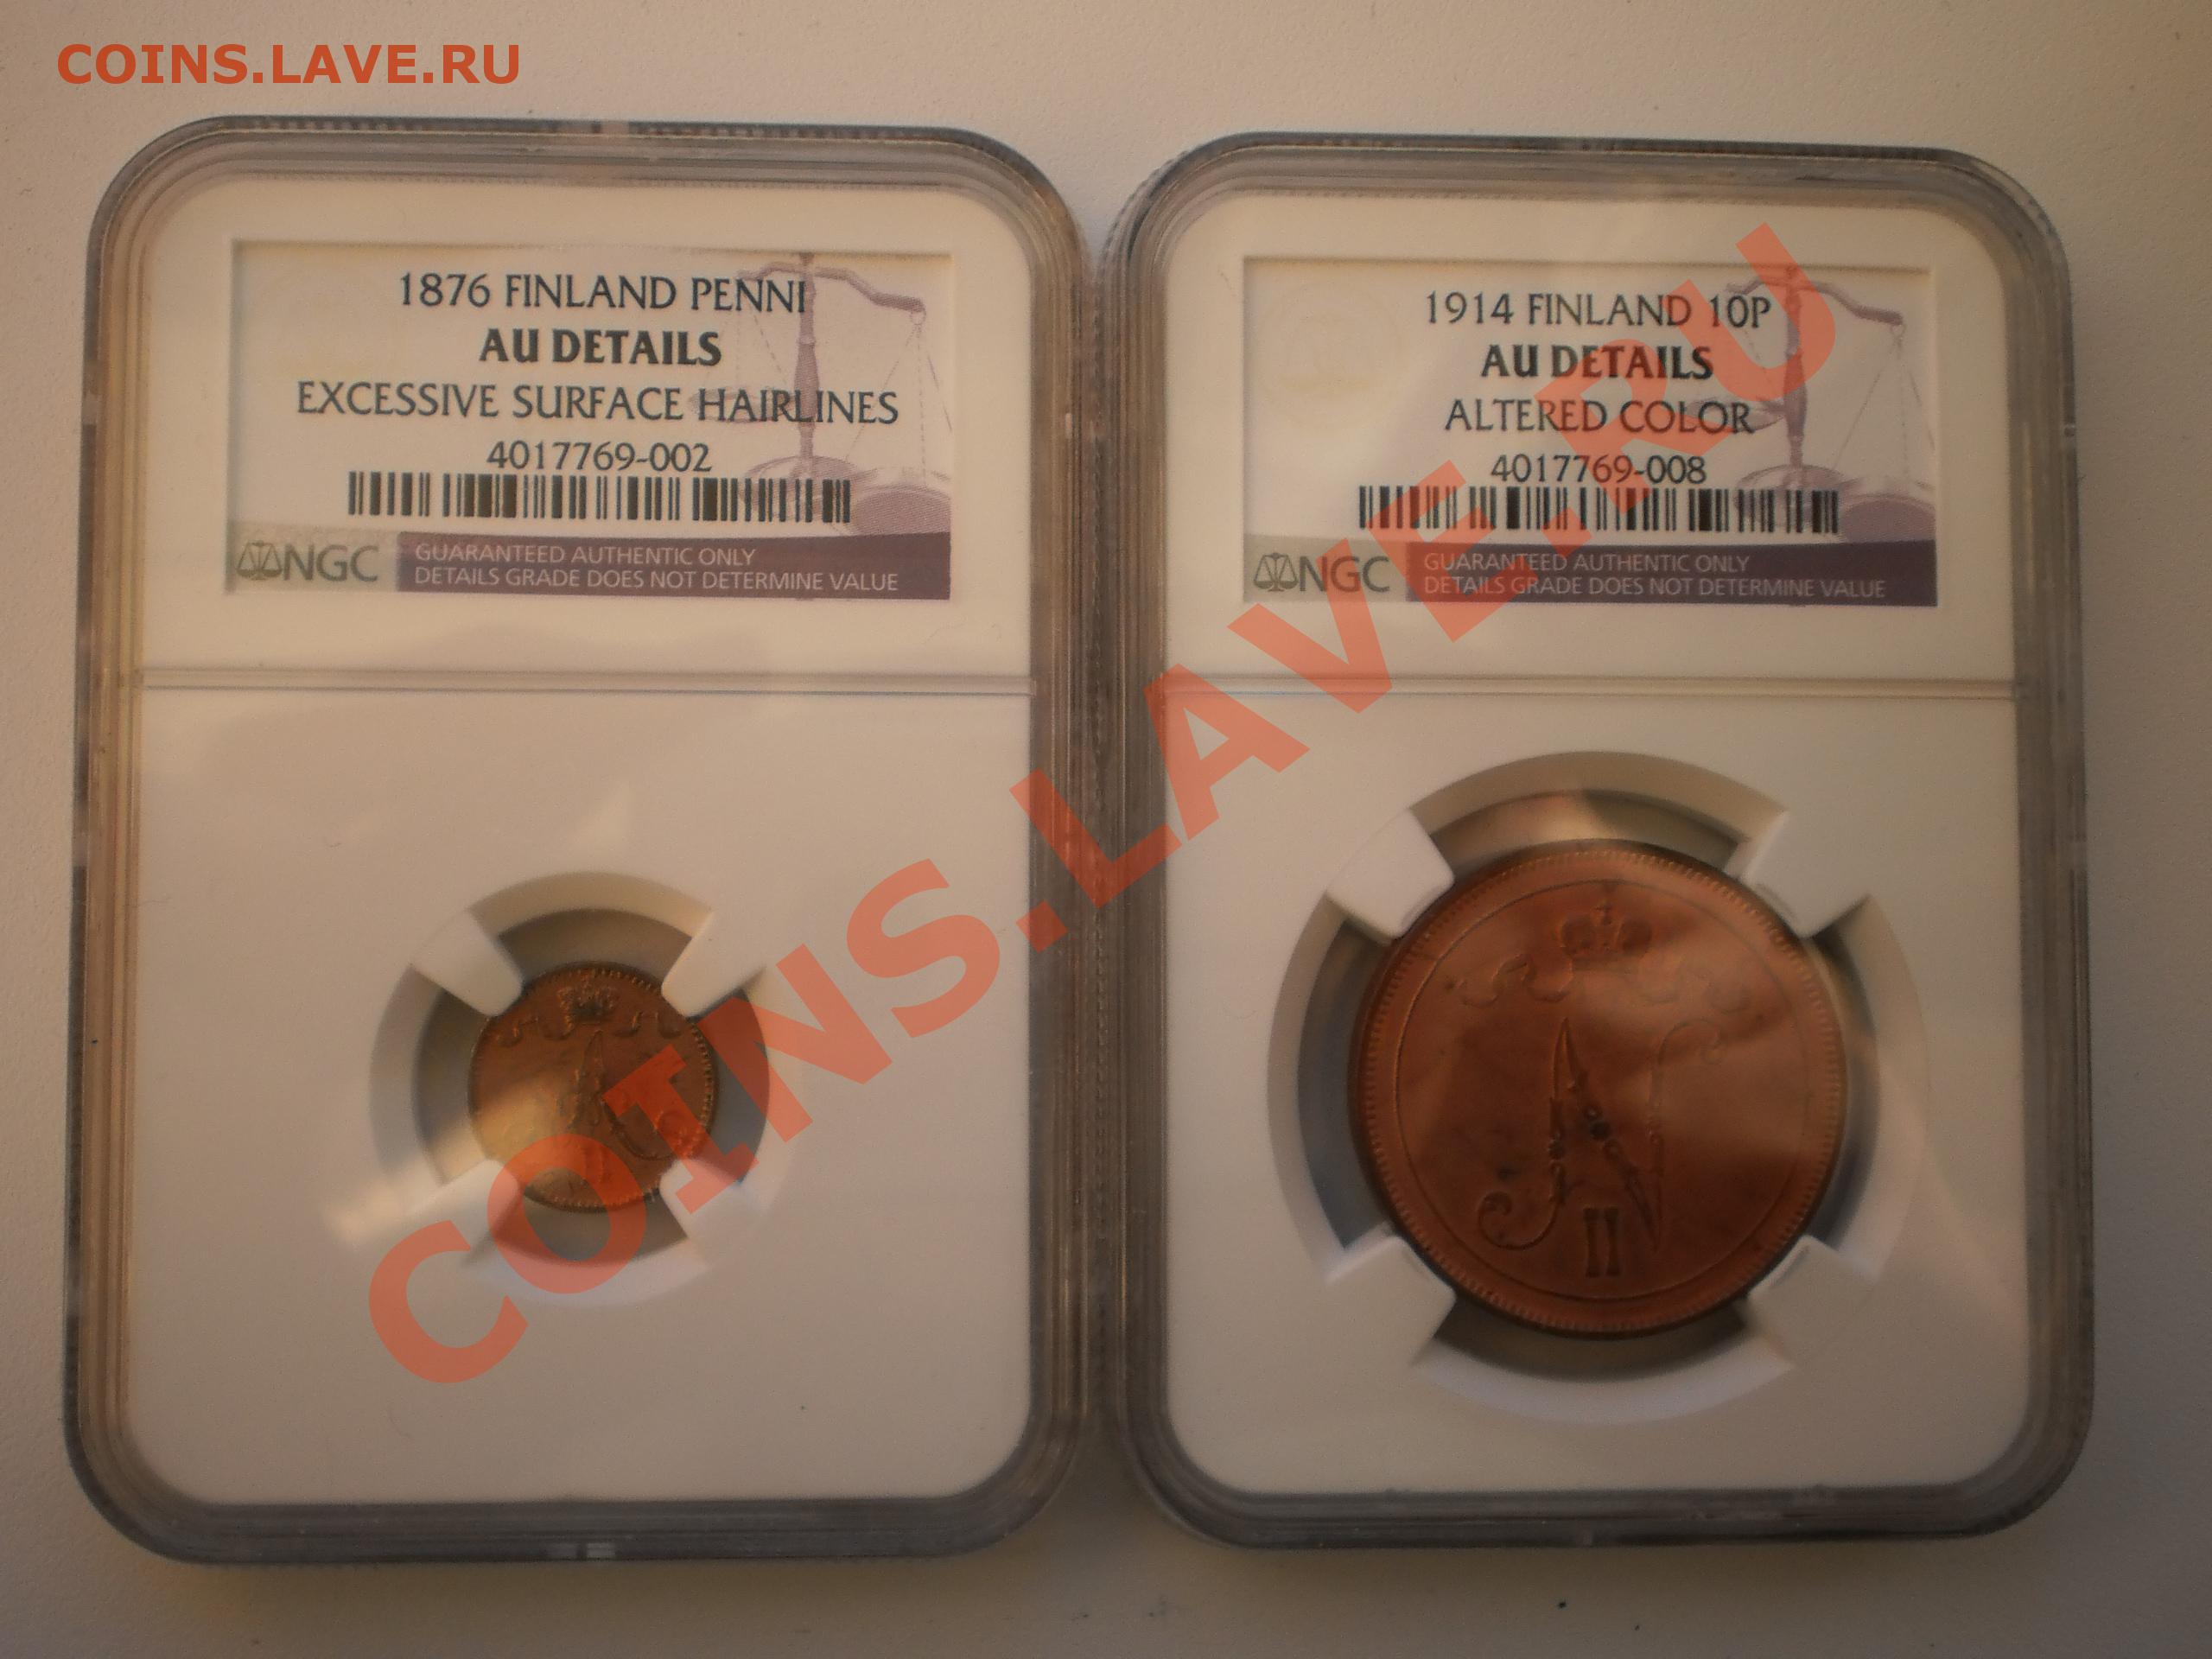 COINS.LAVE.RU
1876 FINLAND PENNI
AU DETAILS
EXCESSIVE SURFACE HAIRLINES
4017769-002
NGC
GUARANTEED AUTHENTIC ONLY
DETAILS GRADE DOES NOT DETERMINE VALUE
1914 FINLAND 10P
AU DETAILS
ALTERED COLOR
4017769-008
NGC
GUARANTEED AUTHENTIC ONLY
DETAILS GRADE DOES NOT DETERMINE VALUE
COINS.LAVE.RU
II